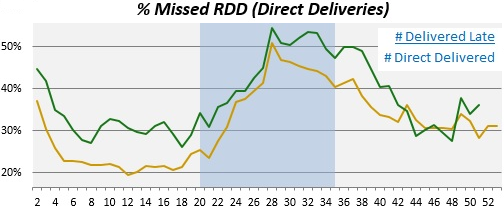 % Missed RDD (Direct Deliveries)
# Delivered Late
# Direct Delivered
50%
40%
30%
20%
2 4 6 8 10 12 14 16 18 20 22 24 26 28 30 32 34 36 38 40 42 44 46 48 50 52